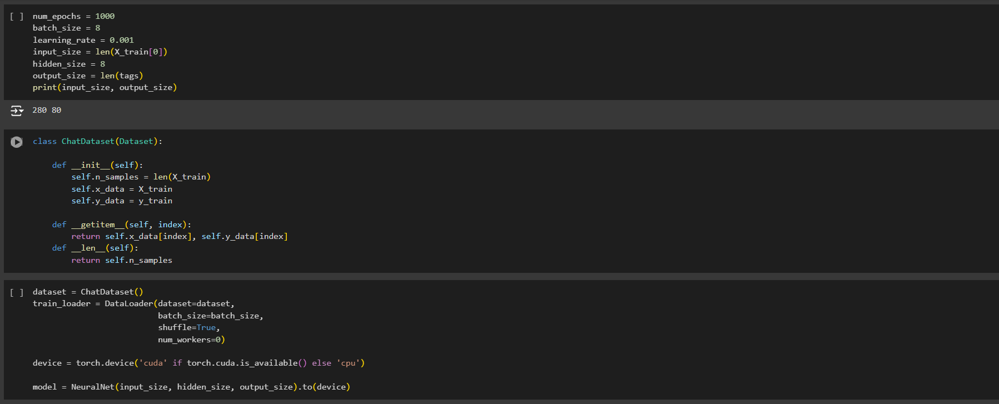 [ ] num_epochs = 1000
batch_size = 8
learning_rate = 0.001
input_size = len(X_train[0])
hidden_size = 8
output_size = len(tags)
print(input_size, output_size)
280 80
class ChatDataset(Dataset):
    def __init__(self):
        self.n_samples = len(X_train)
        self.x_data = X_train
        self.y_data = y_train
    def __getitem__(self, index):
        return self.x_data[index], self.y_data[index]
    def __len__(self):
        return self.n_samples
[ ] dataset = ChatDataset()
train_loader = DataLoader(dataset=dataset,
                          batch_size=batch_size,
                          shuffle=True,
                          num_workers=0)
device = torch.device('cuda' if torch.cuda.is_available() else 'cpu')
model = NeuralNet(input_size, hidden_size, output_size).to(device)